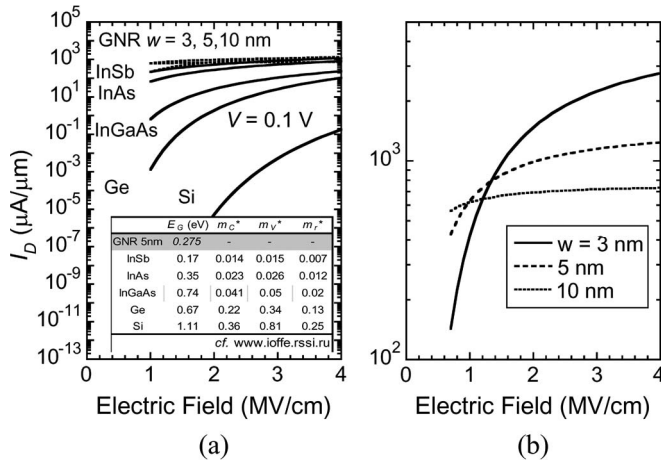 GNR w = 3, 5,10 nm
InSb
InAs
InGaAs
V = 0.1 V
Ge
Si
I_D (μA/μm)
10^5
10^3
10^1
10^-1
10^-3
10^-5
10^-7
10^-9
10^-11
10^-13
E_G (eV) m_C* m_V* m_r*
GNR 5nm 0.275 - - -
InSb 0.17 0.014 0.015 0.007
InAs 0.35 0.023 0.026 0.012
InGaAs 0.74 0.041 0.05 0.02
Ge 0.67 0.22 0.34 0.13
Si 1.11 0.36 0.81 0.25
cf. www.ioffe.rssi.ru
0 1 2 3 4
Electric Field (MV/cm)
(a)
10^3
10^2
w = 3 nm
5 nm
10 nm
0 1 2 3 4
Electric Field (MV/cm)
(b)